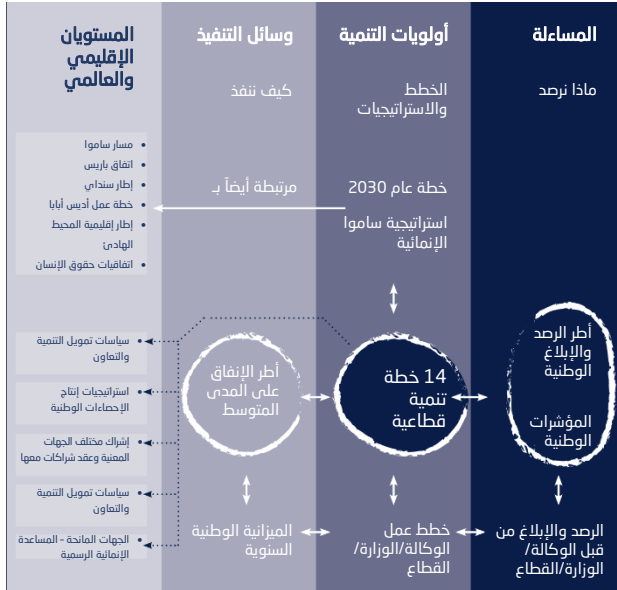 المساءلة
ماذا نرصد
أطر الرصد
والإبلاغ
الوطنية
المؤشرات
الوطنية
الرصد والإبلاغ من
قبل الوكالة/
الوزارة/القطاع
أولويات التنمية
الخطط
والاستراتيجيات
خطة عام 2030
استراتيجية ساموا
الإنمائية
14 خطة
تنمية
قطاعية
خطط عمل
الوكالة/الوزارة/
القطاع
وسائل التنفيذ
كيف ننفذ
مرتبطة أيضاً بـ
أطر الإنفاق
على المدى
المتوسط
الميزانية الوطنية
السنوية
المستويان
الإقليمي
والعالمي
• مسار ساموا
• اتفاق باريس
• إطار سنداي
• خطة عمل أديس أبابا
• إطار إقليمية المحيط
الهادئ
• اتفاقيات حقوق الإنسان
• سياسات تمويل التنمية
والتعاون
• استراتيجيات إنتاج
الإحصاءات الوطنية
• إشراك مختلف الجهات
المعنية وعقد شراكات معها
• سياسات تمويل التنمية
والتعاون
• الجهات المانحة - المساعدة
الإنمائية الرسمية